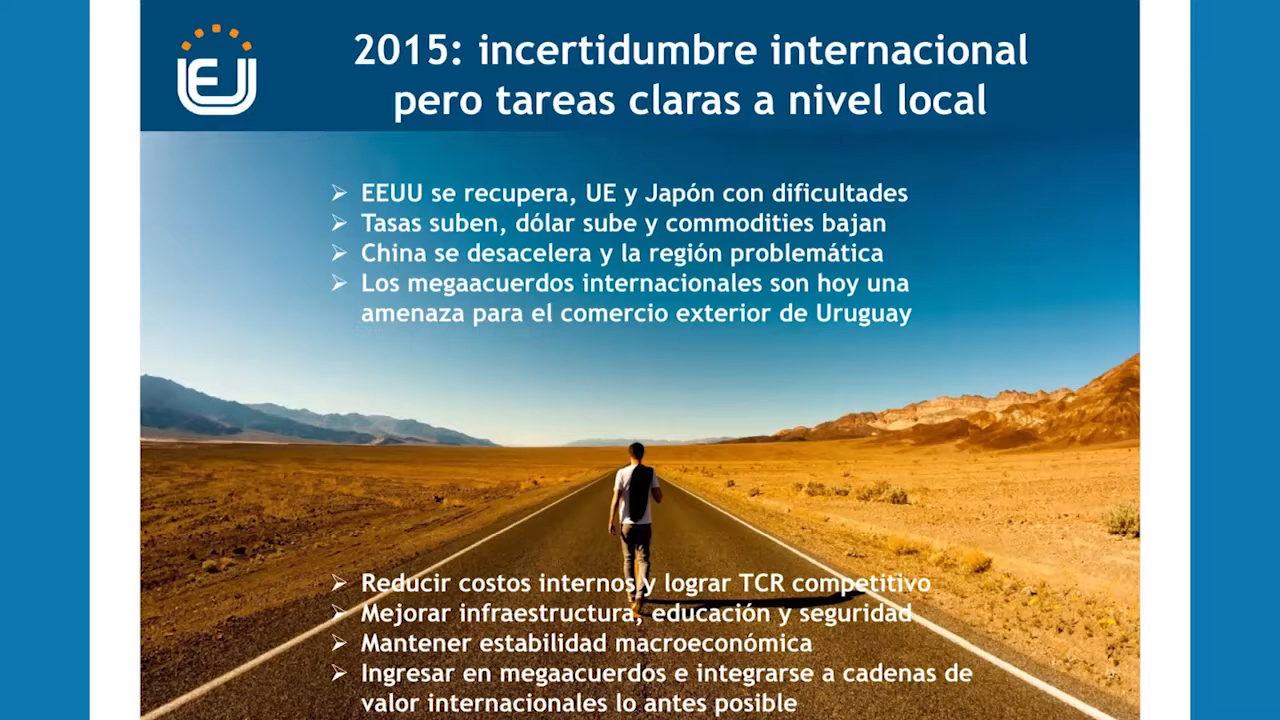 2015: incertidumbre internacional
pero tareas claras a nivel local
EEUU se recupera, UE y Japón con dificultades
Tasas suben, dólar sube y commodities bajan
China se desacelera y la región problemática
Los megaacuerdos internacionales son hoy una
amenaza para el comercio exterior de Uruguay
Reducir costos internos y lograr TCR competitivo
Mejorar infraestructura, educación y seguridad
Mantener estabilidad macroeconómica
Ingresar en megaacuerdos e integrarse a cadenas de
valor internacionales lo antes posible